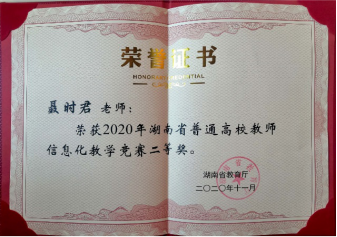 荣誉证书
聂时君 老师：
荣获2020年湖南省普通高校教师
信息化教学竞赛二等奖。
湖南省教育厅
二〇二〇年十一月